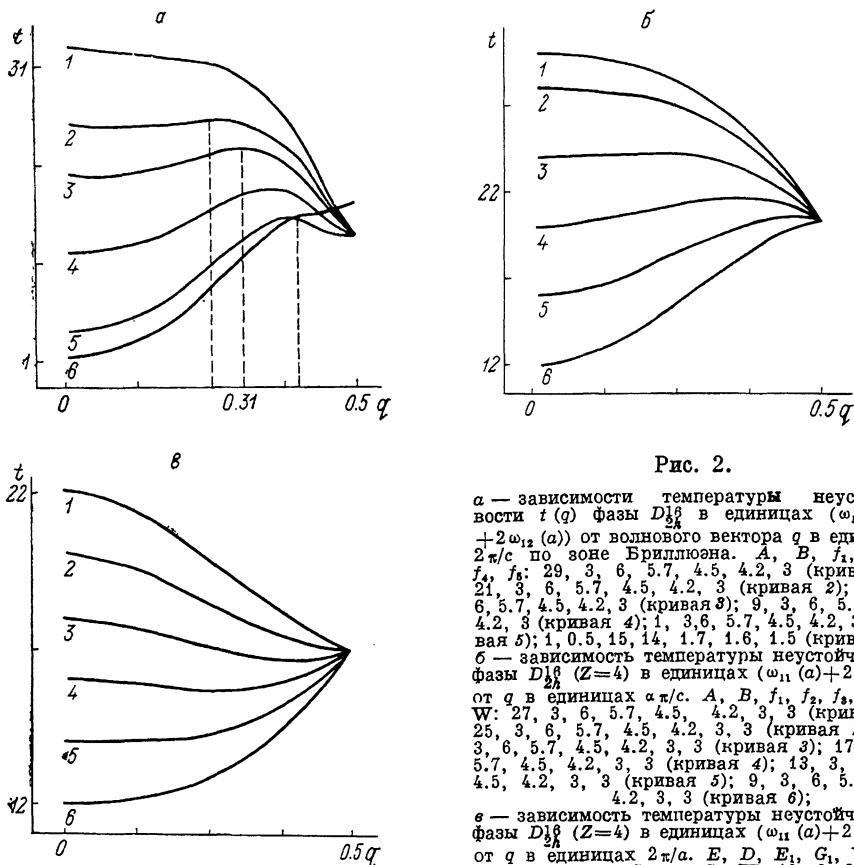 а
t
31
1
1
2
3
4
5
6
0
0.31
0.5 q
б
t
22
12
1
2
3
4
5
6
0
0.5 q
в
t
22
12
1
2
3
4
5
6
0
0.5 q
Рис. 2.
а — зависимости температуры неус
вости t (q) фазы D¹⁶₂ₕ в единицах (ω₁
+2ω₁₂ (a)) от волнового вектора q в еди
2π/c по зоне Бриллюэна. A, B, f₁,
f₄, f₅: 29, 3, 6, 5.7, 4.5, 4.2, 3 (крив
21, 3, 6, 5.7, 4.5, 4.2, 3 (кривая 2);
6, 5.7, 4.5, 4.2, 3 (кривая 3); 9, 3, 6, 5.
4.2, 3 (кривая 4); 1, 3,6, 5.7, 4.5, 4.2, 
вая 5); 1, 0.5, 15, 14, 1.7, 1.6, 1.5 (крив
б — зависимость температуры неустойч
фазы D¹⁶₂ₕ (Z=4) в единицах (ω₁₁ (a)+2
от q в единицах απ/c. A, B, f₁, f₂, f₃,
W: 27, 3, 6, 5.7, 4.5, 4.2, 3, 3 (крив
25, 3, 6, 5.7, 4.5, 4.2, 3, 3 (кривая
3, 6, 5.7, 4.5, 4.2, 3, 3 (кривая 3); 17
5.7, 4.5, 4.2, 3, 3 (кривая 4); 13, 3,
4.5, 4.2, 3, 3 (кривая 5); 9, 3, 6, 5.
4.2, 3, 3 (кривая 6);
в — зависимость температуры неустойч
фазы D¹⁶₂ₕ (Z=4) в единицах (ω₁₁ (a)+2
от q в единицах 2π/a. E, D, E₁, G₁,